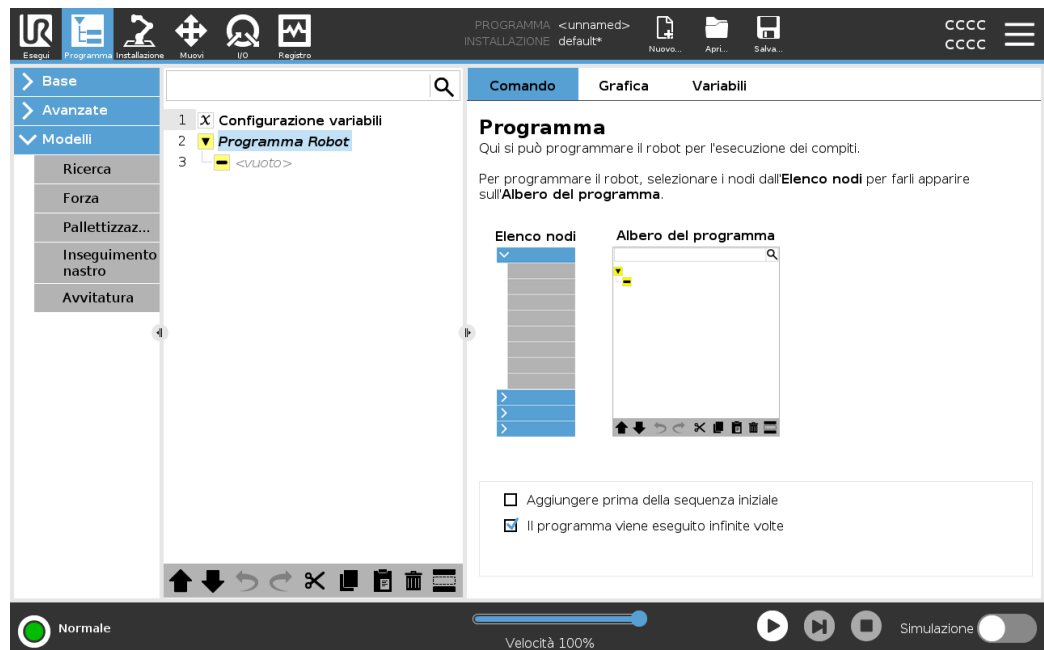 PROGRAMMA <unnamed>
INSTALLAZIONE default*
CCCC
CCCC
Esegui
Programma
Installazione
Muovi
I/O
Registro
Nuovo...
Apri...
Salva...
Base
Avanzate
Modelli
Ricerca
Forza
Pallettizzaz...
Inseguimento
nastro
Avvitatura
1 x Configurazione variabili
2 Programma Robot
3 <vuoto>
Comando
Grafica
Variabili
Programma
Qui si può programmare il robot per l'esecuzione dei compiti.
Per programmare il robot, selezionare i nodi dall'Elenco nodi per farli apparire
sull'Albero del programma.
Elenco nodi
Albero del programma
Aggiungere prima della sequenza iniziale
Il programma viene eseguito infinite volte
Normale
Velocità 100%
Simulazione